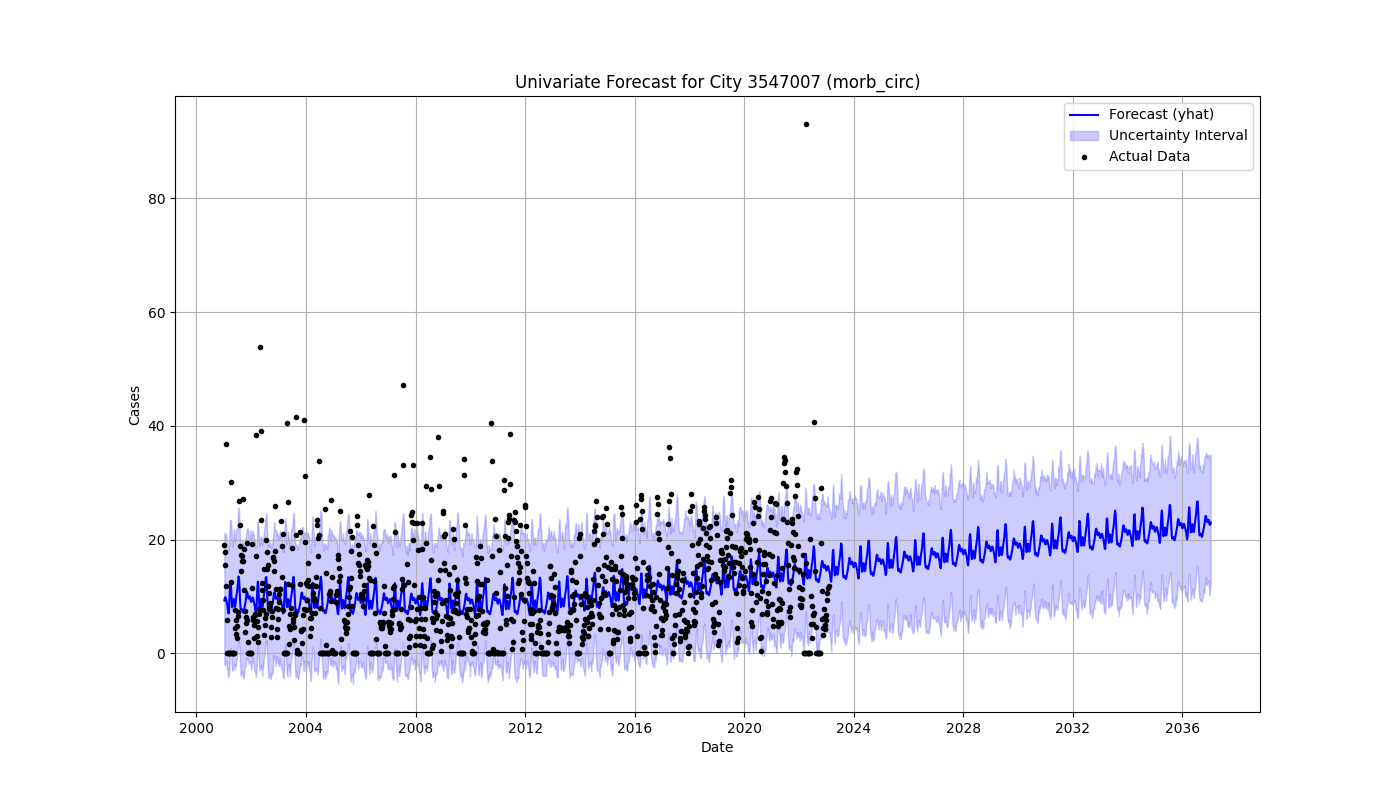 Univariate Forecast for City 3547007 (morb_circ)
Forecast (yhat)
Uncertainty Interval
Actual Data
Cases
80
60
40
20
0
2000 2004 2008 2012 2016 2020 2024 2028 2032 2036
Date